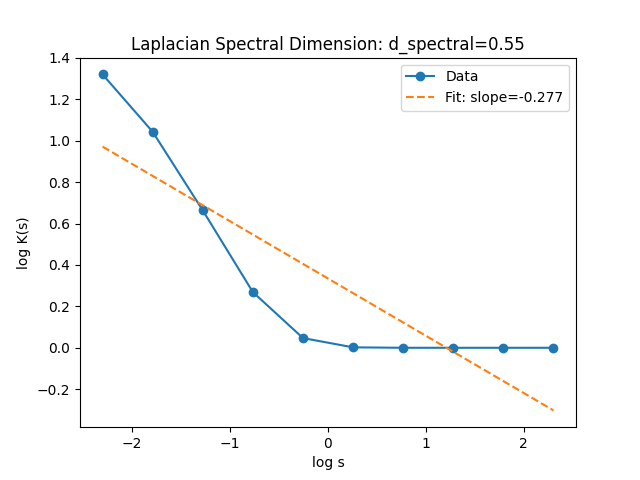 Laplacian Spectral Dimension: d_spectral=0.55
Data
Fit: slope=-0.277
log K(s)
1.4
1.2
1.0
0.8
0.6
0.4
0.2
0.0
−0.2
−2
−1
0
1
2
log s